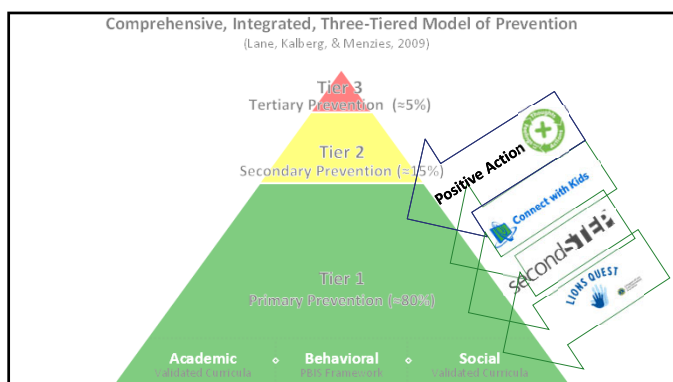 Comprehensive, Integrated, Three-Tiered Model of Prevention
(Lane, Kalberg, & Menzies, 2009)
Tier 3
Tertiary Prevention (≈5%)
Tier 2
Secondary Prevention (≈15%)
Tier 1
Primary Prevention (≈80%)
Academic ◇ Behavioral ◇ Social
Validated Curricula PBIS Framework Validated Curricula
Positive Action
Connect with Kids
secondSTEP
LIONS QUEST